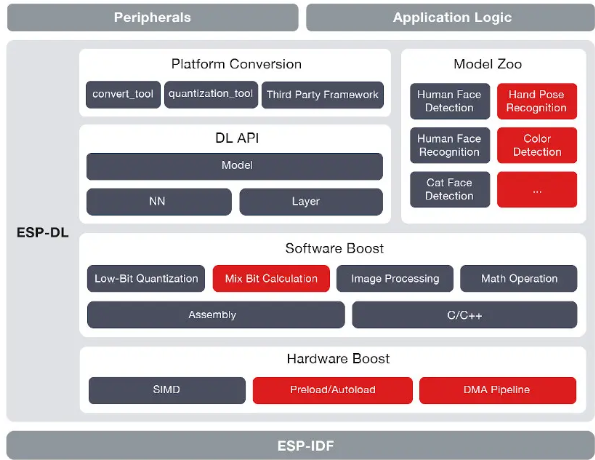 Peripherals
Application Logic
ESP-DL
Platform Conversion
convert_tool
quantization_tool
Third Party Framework
DL API
Model
NN
Layer
Model Zoo
Human Face
Detection
Hand Pose
Recognition
Human Face
Recognition
Color
Detection
Cat Face
Detection
...
Software Boost
Low-Bit Quantization
Mix Bit Calculation
Image Processing
Math Operation
Assembly
C/C++
Hardware Boost
SIMD
Preload/Autoload
DMA Pipeline
ESP-IDF